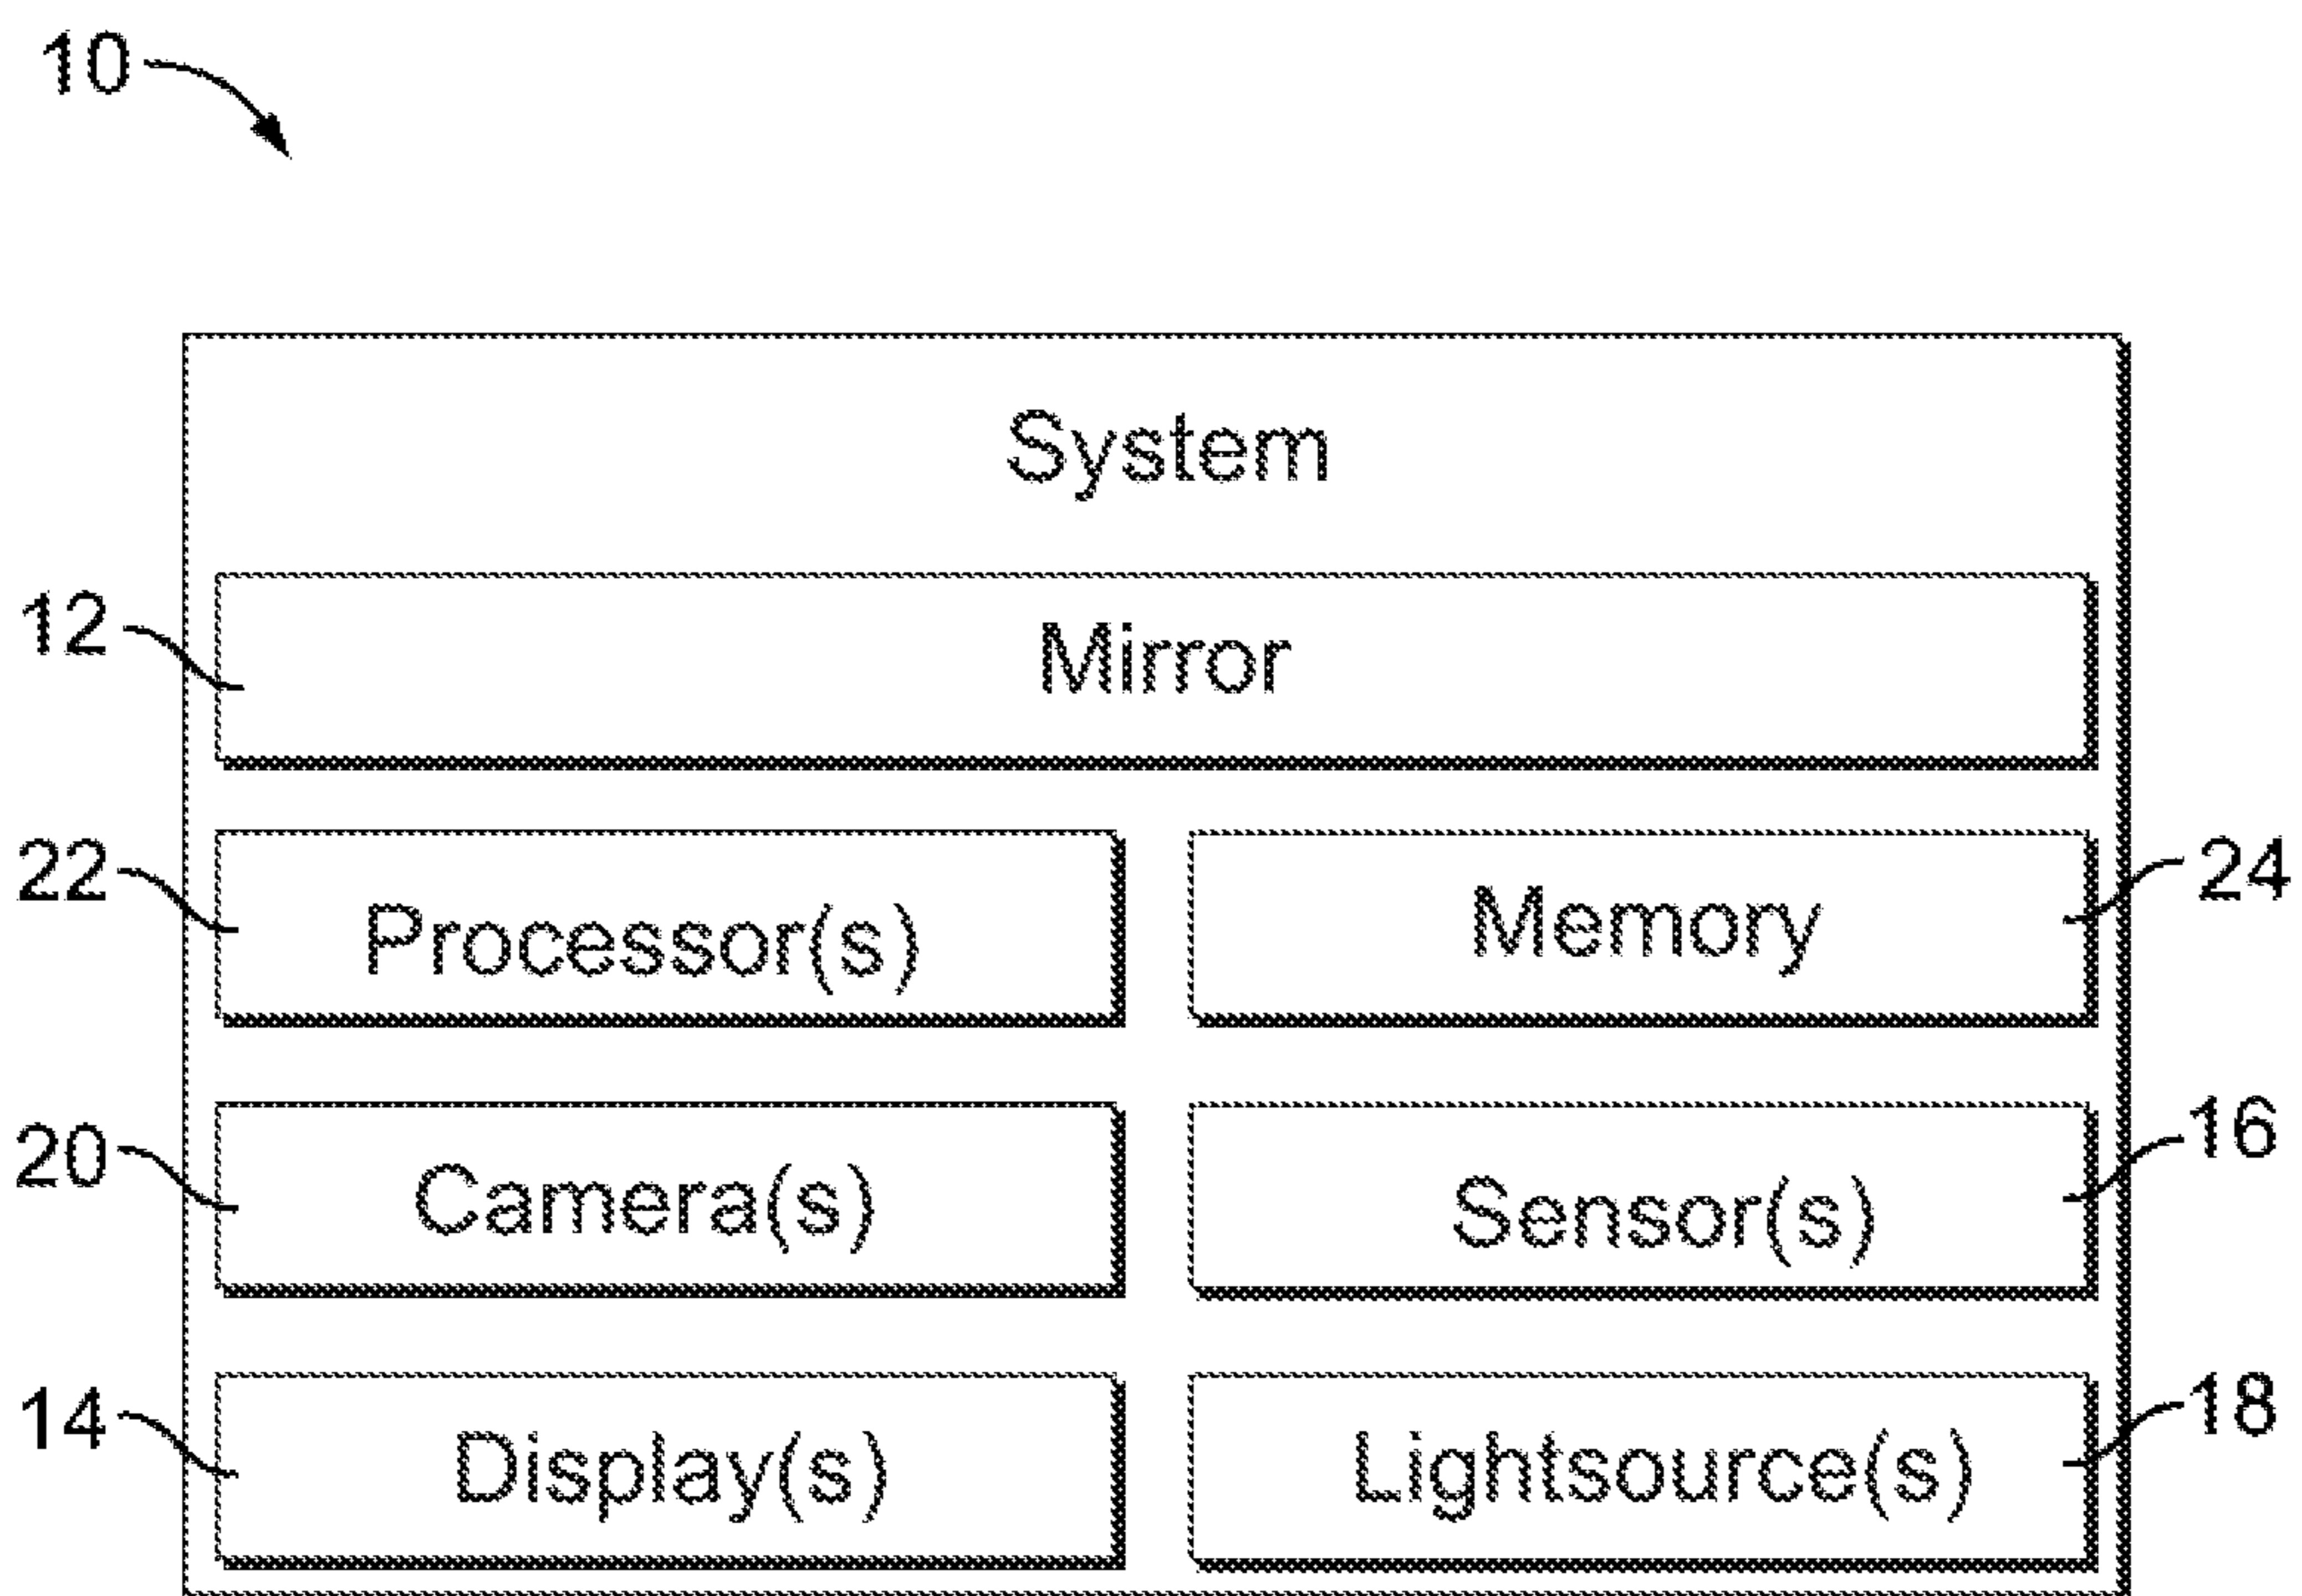 10
System
12 Mirror
22 Processor(s) Memory 24
20 Camera(s) Sensor(s) 16
14 Display(s) Lightsource(s) 18